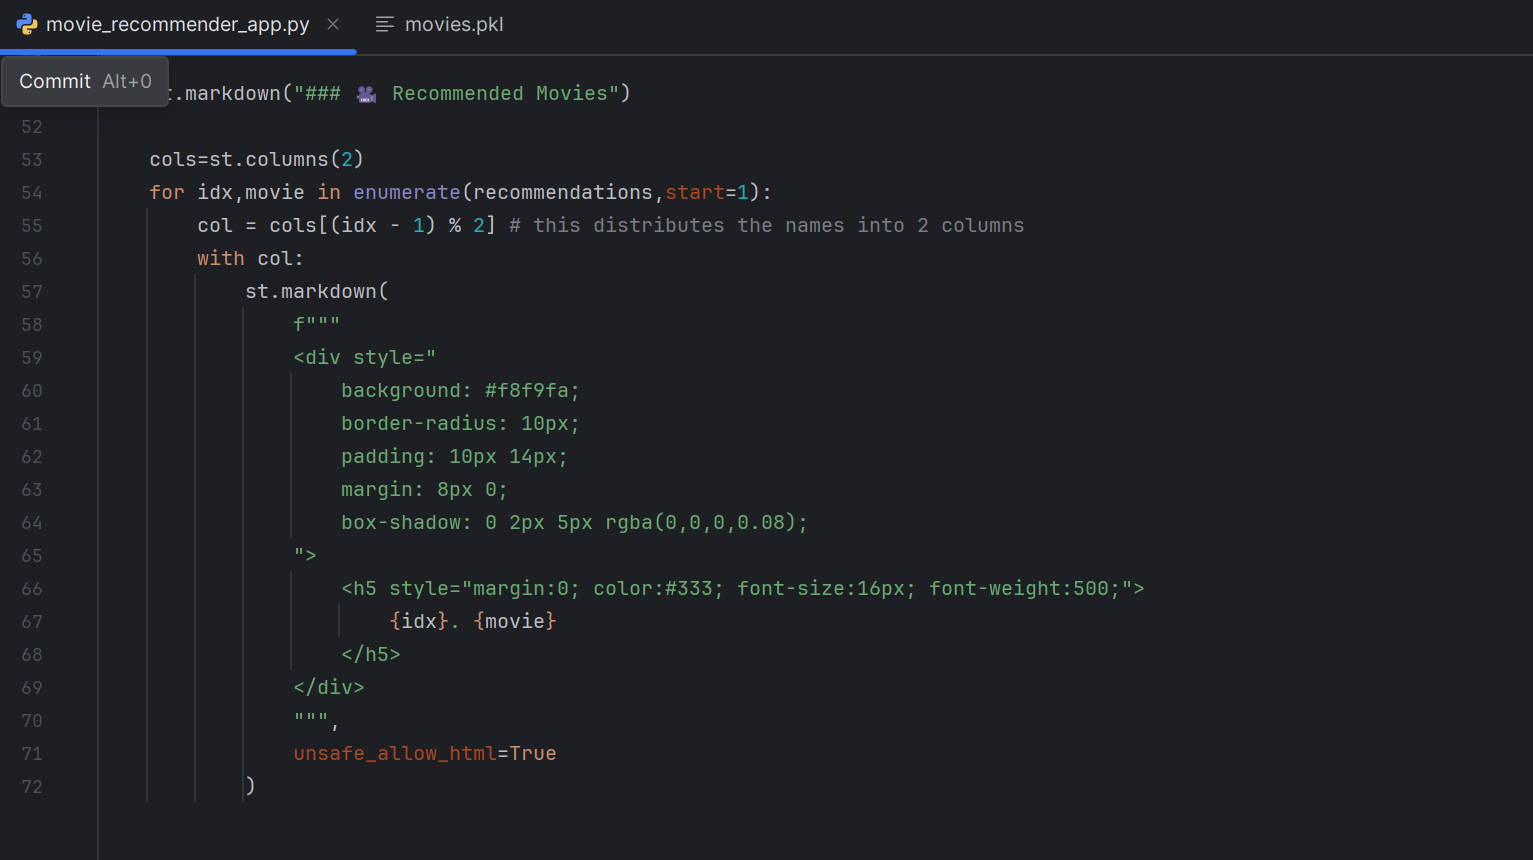 movie_recommender_app.py × movies.pkl
Commit Alt+0
t.markdown("### 🎥 Recommended Movies")
52
53 cols=st.columns(2)
54 for idx,movie in enumerate(recommendations,start=1):
55 col = cols[(idx - 1) % 2] # this distributes the names into 2 columns
56 with col:
57 st.markdown(
58 f"""
59 <div style="
60 background: #f8f9fa;
61 border-radius: 10px;
62 padding: 10px 14px;
63 margin: 8px 0;
64 box-shadow: 0 2px 5px rgba(0,0,0,0.08);
65 ">
66 <h5 style="margin:0; color:#333; font-size:16px; font-weight:500;">
67 {idx}. {movie}
68 </h5>
69 </div>
70 """,
71 unsafe_allow_html=True
72 )